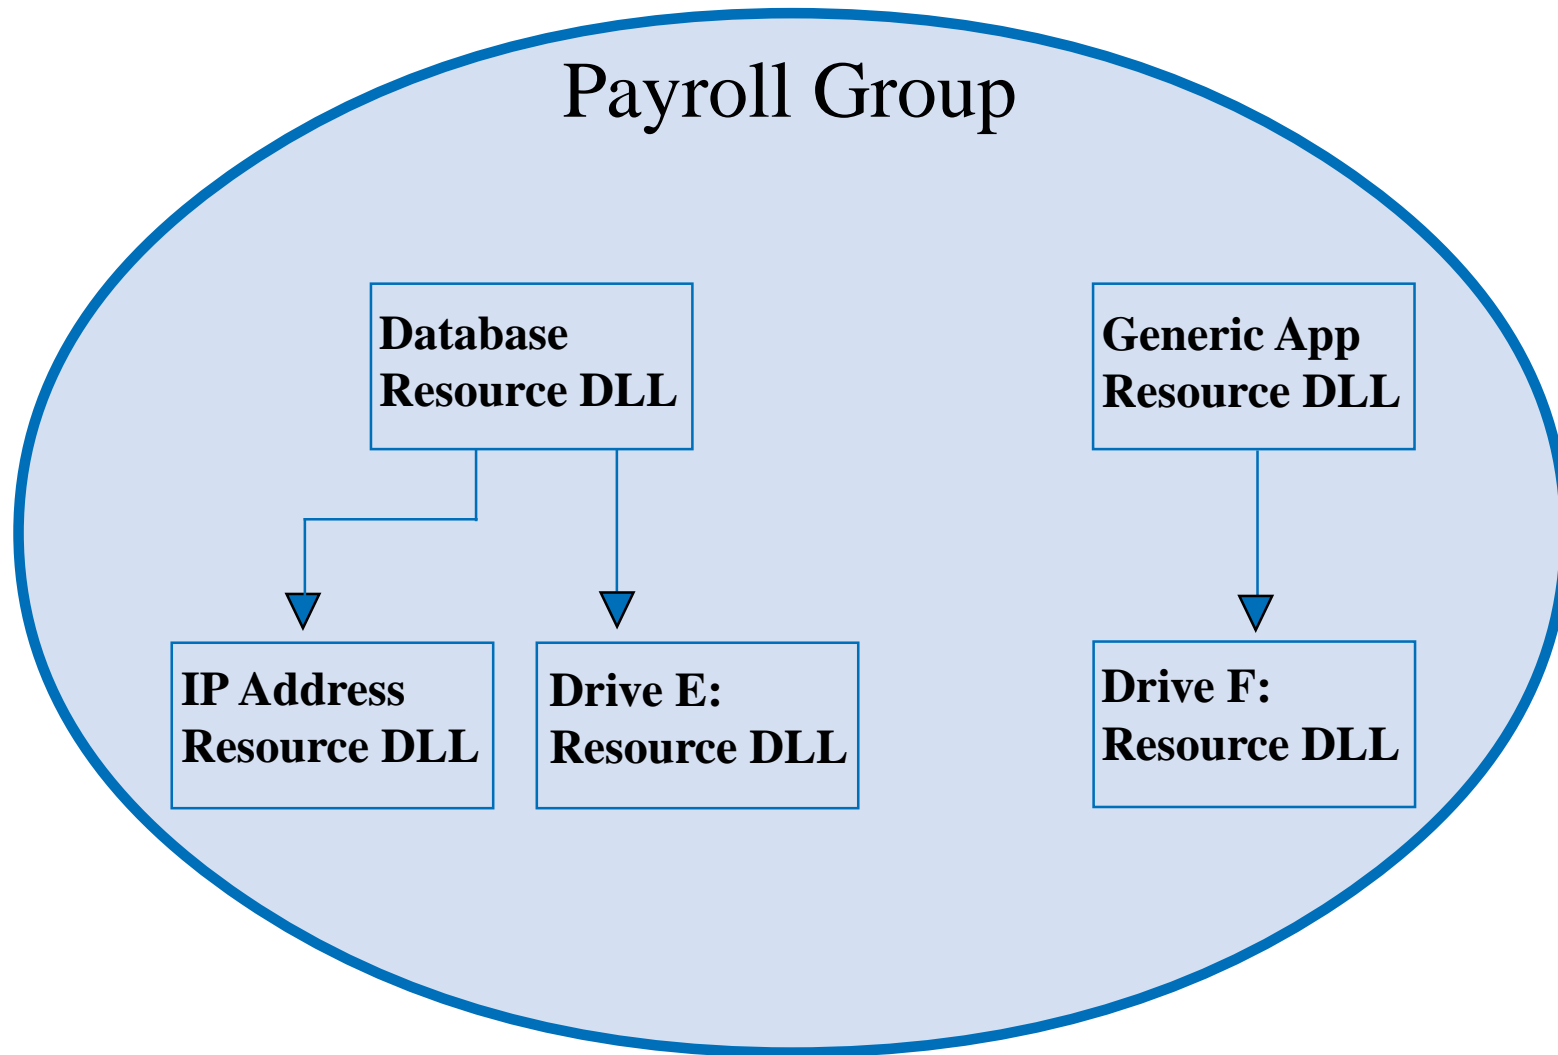 Payroll Group
Database
Resource DLL
Generic App
Resource DLL
IP Address
Resource DLL
Drive E:
Resource DLL
Drive F:
Resource DLL